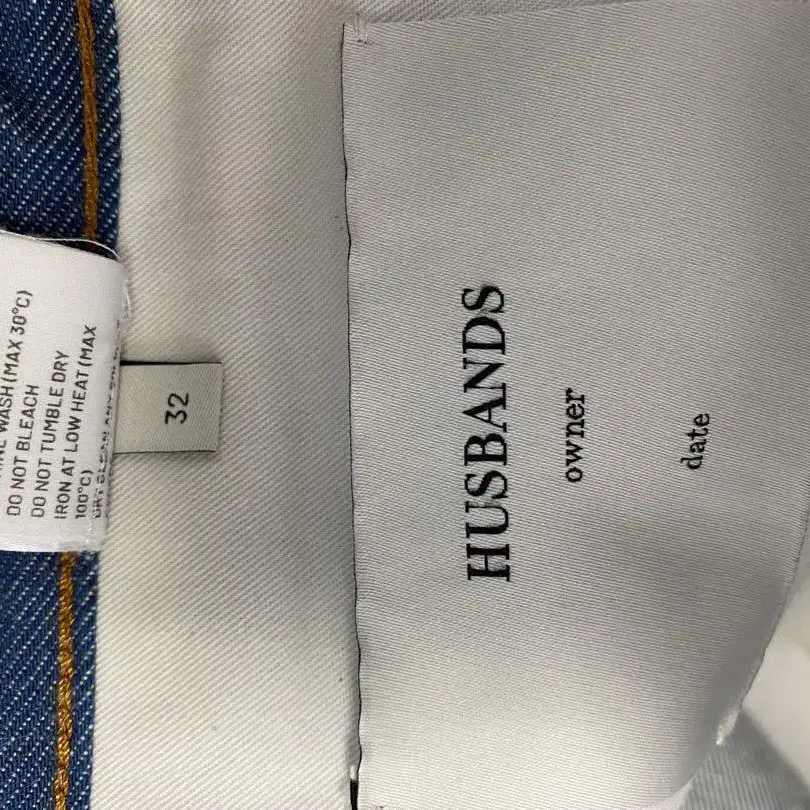 WASH (MAX 30°C)
DO NOT BLEACH
DO NOT TUMBLE DRY
IRON AT LOW HEAT (MAX
100°C)
32
HUSBANDS
owner
date